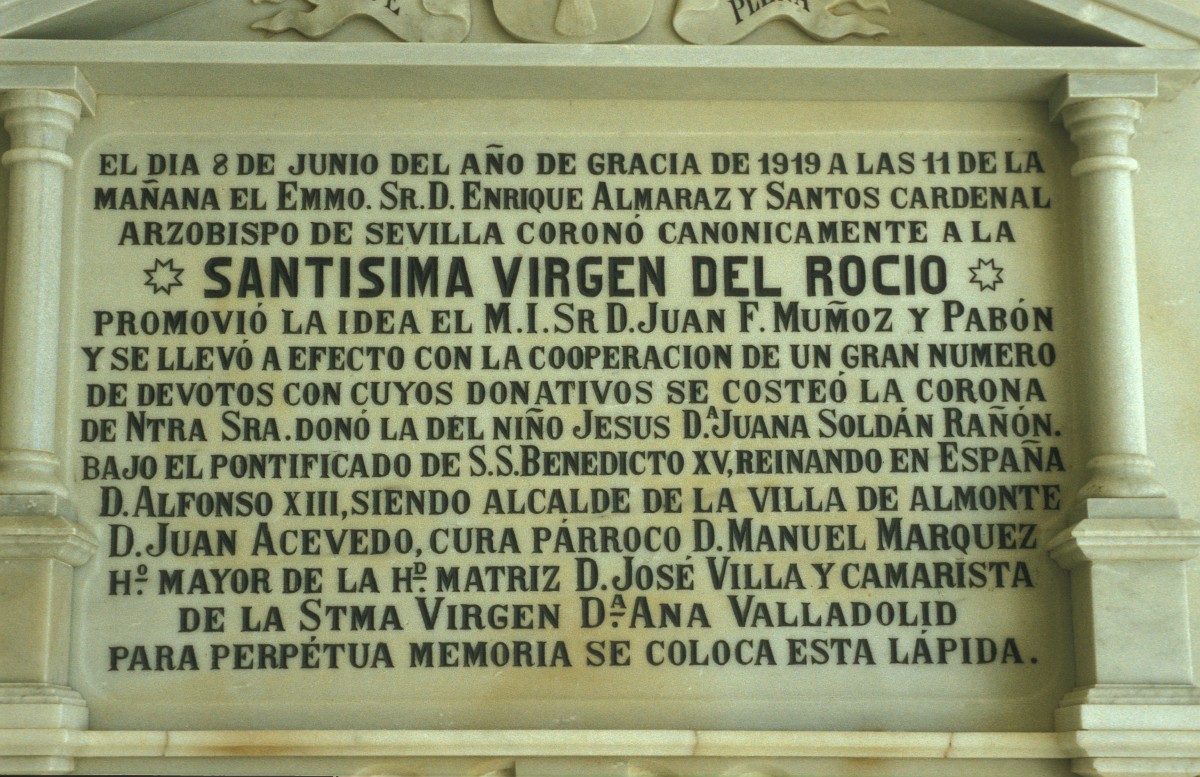 PLENA
EL DIA 8 DE JUNIO DEL AÑO DE GRACIA DE 1919 A LAS 11 DE LA
MAÑANA EL EMMO. SR. D. ENRIQUE ALMARAZ Y SANTOS CARDENAL
ARZOBISPO DE SEVILLA CORONÓ CANONICAMENTE A LA
SANTISIMA VIRGEN DEL ROCIO
PROMOVIÓ LA IDEA EL M.I. SR D. JUAN F. MUÑOZ Y PABÓN
Y SE LLEVÓ A EFECTO CON LA COOPERACION DE UN GRAN NUMERO
DE DEVOTOS CON CUYOS DONATIVOS SE COSTEÓ LA CORONA
DE NTRA SRA. DONÓ LA DEL NIÑO JESUS D.ª JUANA SOLDÁN RAÑÓN.
BAJO EL PONTIFICADO DE S.S. BENEDICTO XV, REINANDO EN ESPAÑA
D. ALFONSO XIII, SIENDO ALCALDE DE LA VILLA DE ALMONTE
D. JUAN ACEVEDO, CURA PÁRROCO D. MANUEL MARQUEZ
Hº. MAYOR DE LA HD. MATRIZ D. JOSÉ VILLA Y CAMARISTA
DE LA STMA VIRGEN D.ª ANA VALLADOLID
PARA PERPÉTUA MEMORIA SE COLOCA ESTA LÁPIDA.